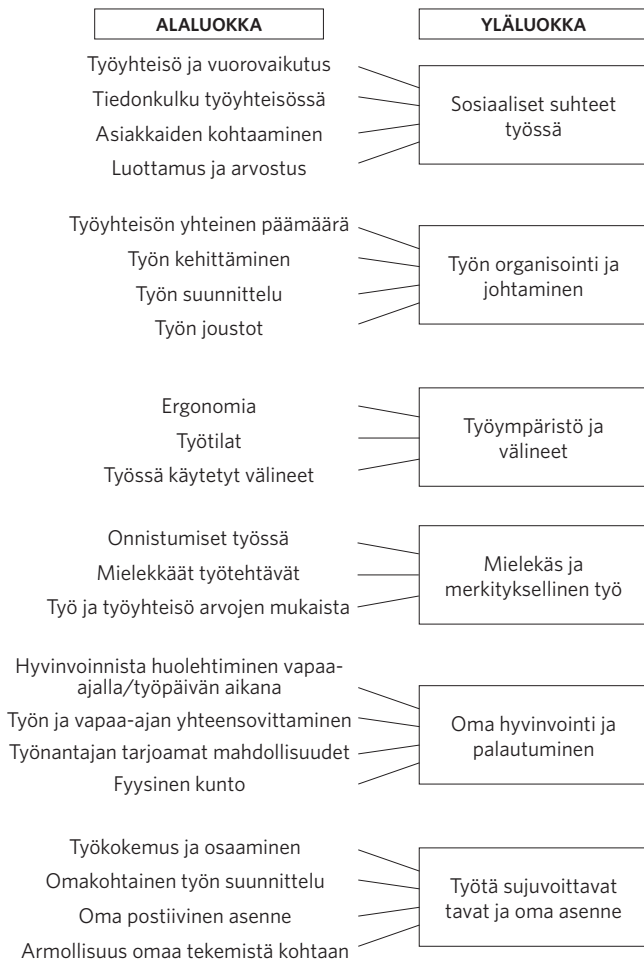 ALALUOKKA
YLÄLUOKKA
Työyhteisö ja vuorovaikutus
Tiedonkulku työyhteisössä
Asiakkaiden kohtaaminen
Luottamus ja arvostus
Sosiaaliset suhteet
työssä
Työyhteisön yhteinen päämäärä
Työn kehittäminen
Työn suunnittelu
Työn joustot
Työn organisointi ja
johtaminen
Ergonomia
Työtilat
Työssä käytetyt välineet
Työympäristö ja
välineet
Onnistumiset työssä
Mielekkäät työtehtävät
Työ ja työyhteisö arvojen mukaista
Mielekäs ja
merkityksellinen työ
Hyvinvoinnista huolehtiminen vapaa-
ajalla/työpäivän aikana
Työn ja vapaa-ajan yhteensovittaminen
Työnantajan tarjoamat mahdollisuudet
Fyysinen kunto
Oma hyvinvointi ja
palautuminen
Työkokemus ja osaaminen
Omakohtainen työn suunnittelu
Oma postiivinen asenne
Armollisuus omaa tekemistä kohtaan
Työtä sujuvoittavat
tavat ja oma asenne